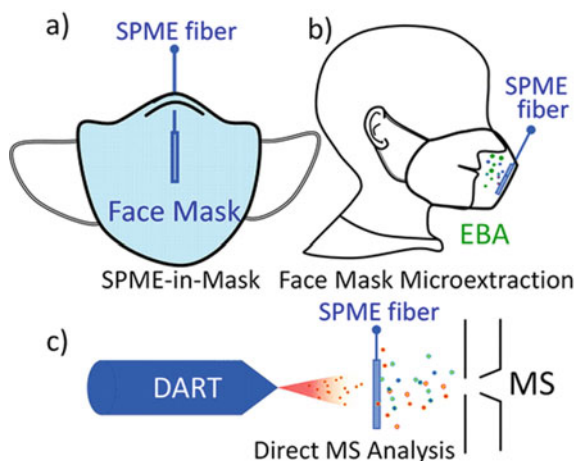 a)
SPME fiber
Face Mask
SPME-in-Mask
b)
SPME
fiber
EBA
Face Mask Microextraction
c)
SPME fiber
DART
MS
Direct MS Analysis